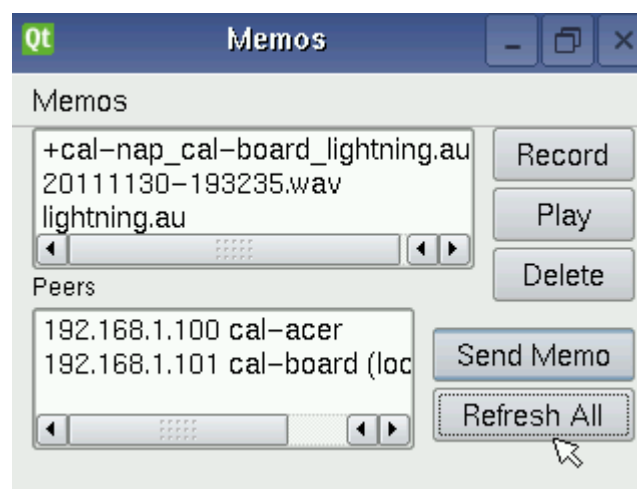 Qt Memos
Memos
+cal-nap_cal-board_lightning.au
20111130-193235.wav
lightning.au
Record
Play
Delete
Peers
192.168.1.100 cal-acer
192.168.1.101 cal-board (loc
Send Memo
Refresh All